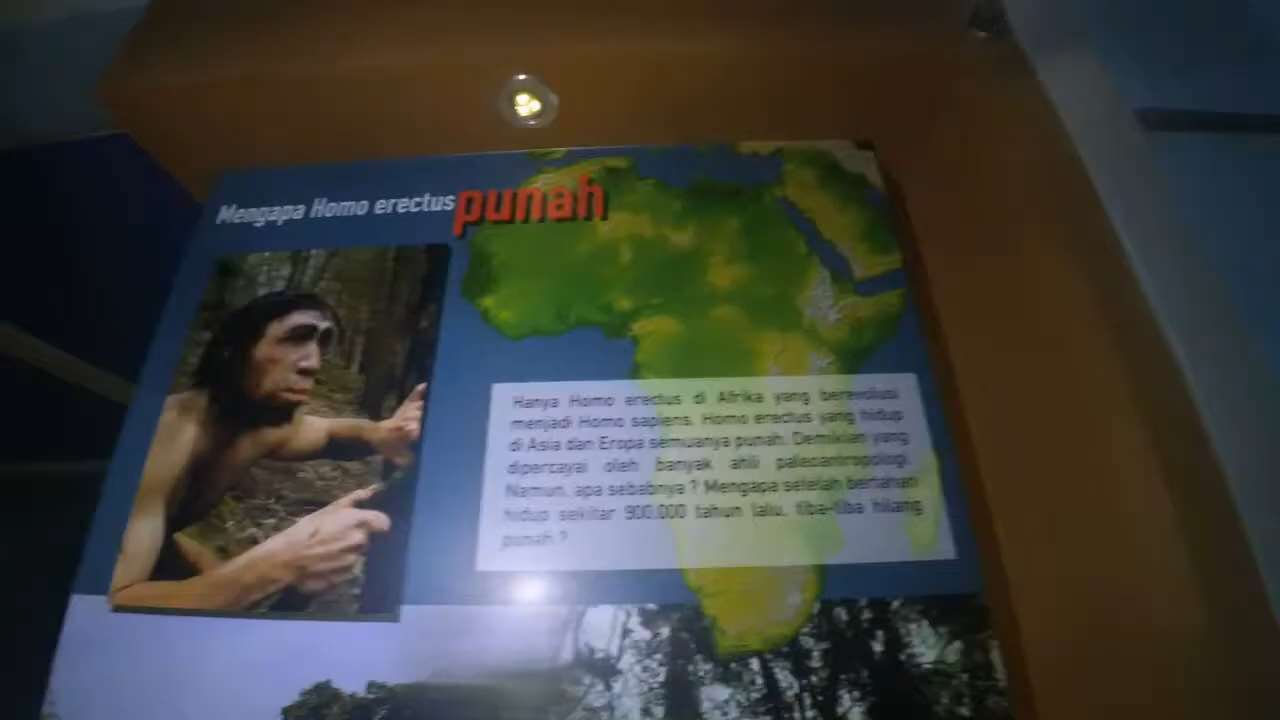 Mengapa Homo erectus punah
Hanya Homo erectus di Afrika yang berevolusi
menjadi Homo sapiens. Homo erectus yang hidup
di Asia dan Eropa semuanya punah. Demikian yang
dipercayai oleh banyak ahli paleoantropologi.
Namun, apa sebabnya ? Mengapa setelah bertahan
hidup sekitar 900.000 tahun lalu, tiba-tiba hilang
punah ?